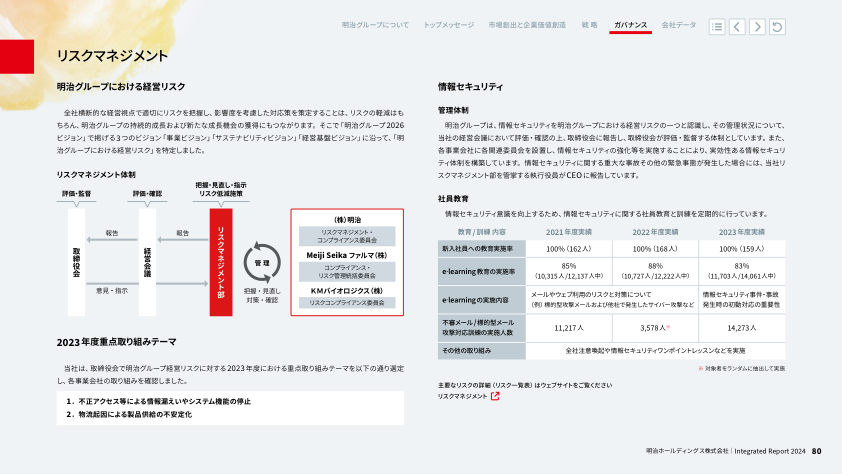 明治グループについて トップメッセージ 市場創出と企業価値創造 戦 略 ガバナンス 会社データ
リスクマネジメント
明治グループにおける経営リスク
全社横断的な経営視点で適切にリスクを把握し、影響度を考慮した対応策を策定することは、リスクの軽減はも
ちろん、明治グループの持続的成長および新たな成長機会の獲得にもつながります。そこで「明治グループ2026
ビジョン」で掲げる3つのビジョン「事業ビジョン」「サステナビリティビジョン」「経営基盤ビジョン」に沿って、「明
治グループにおける経営リスク」を特定しました。
リスクマネジメント体制
評価・監督
評価・確認
把握・見直し・指示
リスク低減施策
取締役会
報告
意見・指示
経営会議
報告
リスクマネジメント部
管 理
把握・見直し
対策・確認
(株)明治
リスクマネジメント・
コンプライアンス委員会
Meiji Seika ファルマ(株)
コンプライアンス・
リスク管理統括委員会
KMバイオロジクス(株)
リスクコンプライアンス委員会
2023年度重点取り組みテーマ
当社は、取締役会で明治グループ経営リスクに対する2023年度における重点取り組みテーマを以下の通り選定
し、各事業会社の取り組みを確認しました。
1. 不正アクセス等による情報漏えいやシステム機能の停止
2. 物流起因による製品供給の不安定化
情報セキュリティ
管理体制
明治グループは、情報セキュリティを明治グループにおける経営リスクの一つと認識し、その管理状況について、
当社の経営会議において評価・確認の上、取締役会に報告し、取締役会が評価・監督する体制としています。また、
各事業会社に各関連委員会を設置し、情報セキュリティの強化等を実施することにより、実効性ある情報セキュリ
ティ体制を構築しています。情報セキュリティに関する重大な事故その他の緊急事態が発生した場合には、当社リ
スクマネジメント部を管掌する執行役員がCEOに報告しています。
社員教育
情報セキュリティ意識を向上するため、情報セキュリティに関する社員教育と訓練を定期的に行っています。
教育/訓練 内容 2021年度実績 2022年度実績 2023年度実績
新入社員への教育実施率 100%(162人) 100%(168人) 100%(159人)
e-learning教育の実施率 85%(10,315人/12,137人中) 88%(10,727人/12,222人中) 83%(11,703人/14,061人中)
e-learningの実施内容 メールやウェブ利用のリスクと対策について
(例)標的型攻撃メールおよび他社で発生したサイバー攻撃など
情報セキュリティ事件・事故
発生時の初動対応の重要性
不審メール/標的型メール
攻撃対応訓練の実施人数 11,217人 3,578人※ 14,273人
その他の取り組み 全社注意喚起や情報セキュリティワンポイントレッスンなどを実施
※ 対象者をランダムに抽出して実施
主要なリスクの詳細(リスク一覧表)はウェブサイトをご覧ください
リスクマネジメント
明治ホールディングス株式会社 | Integrated Report 2024 80